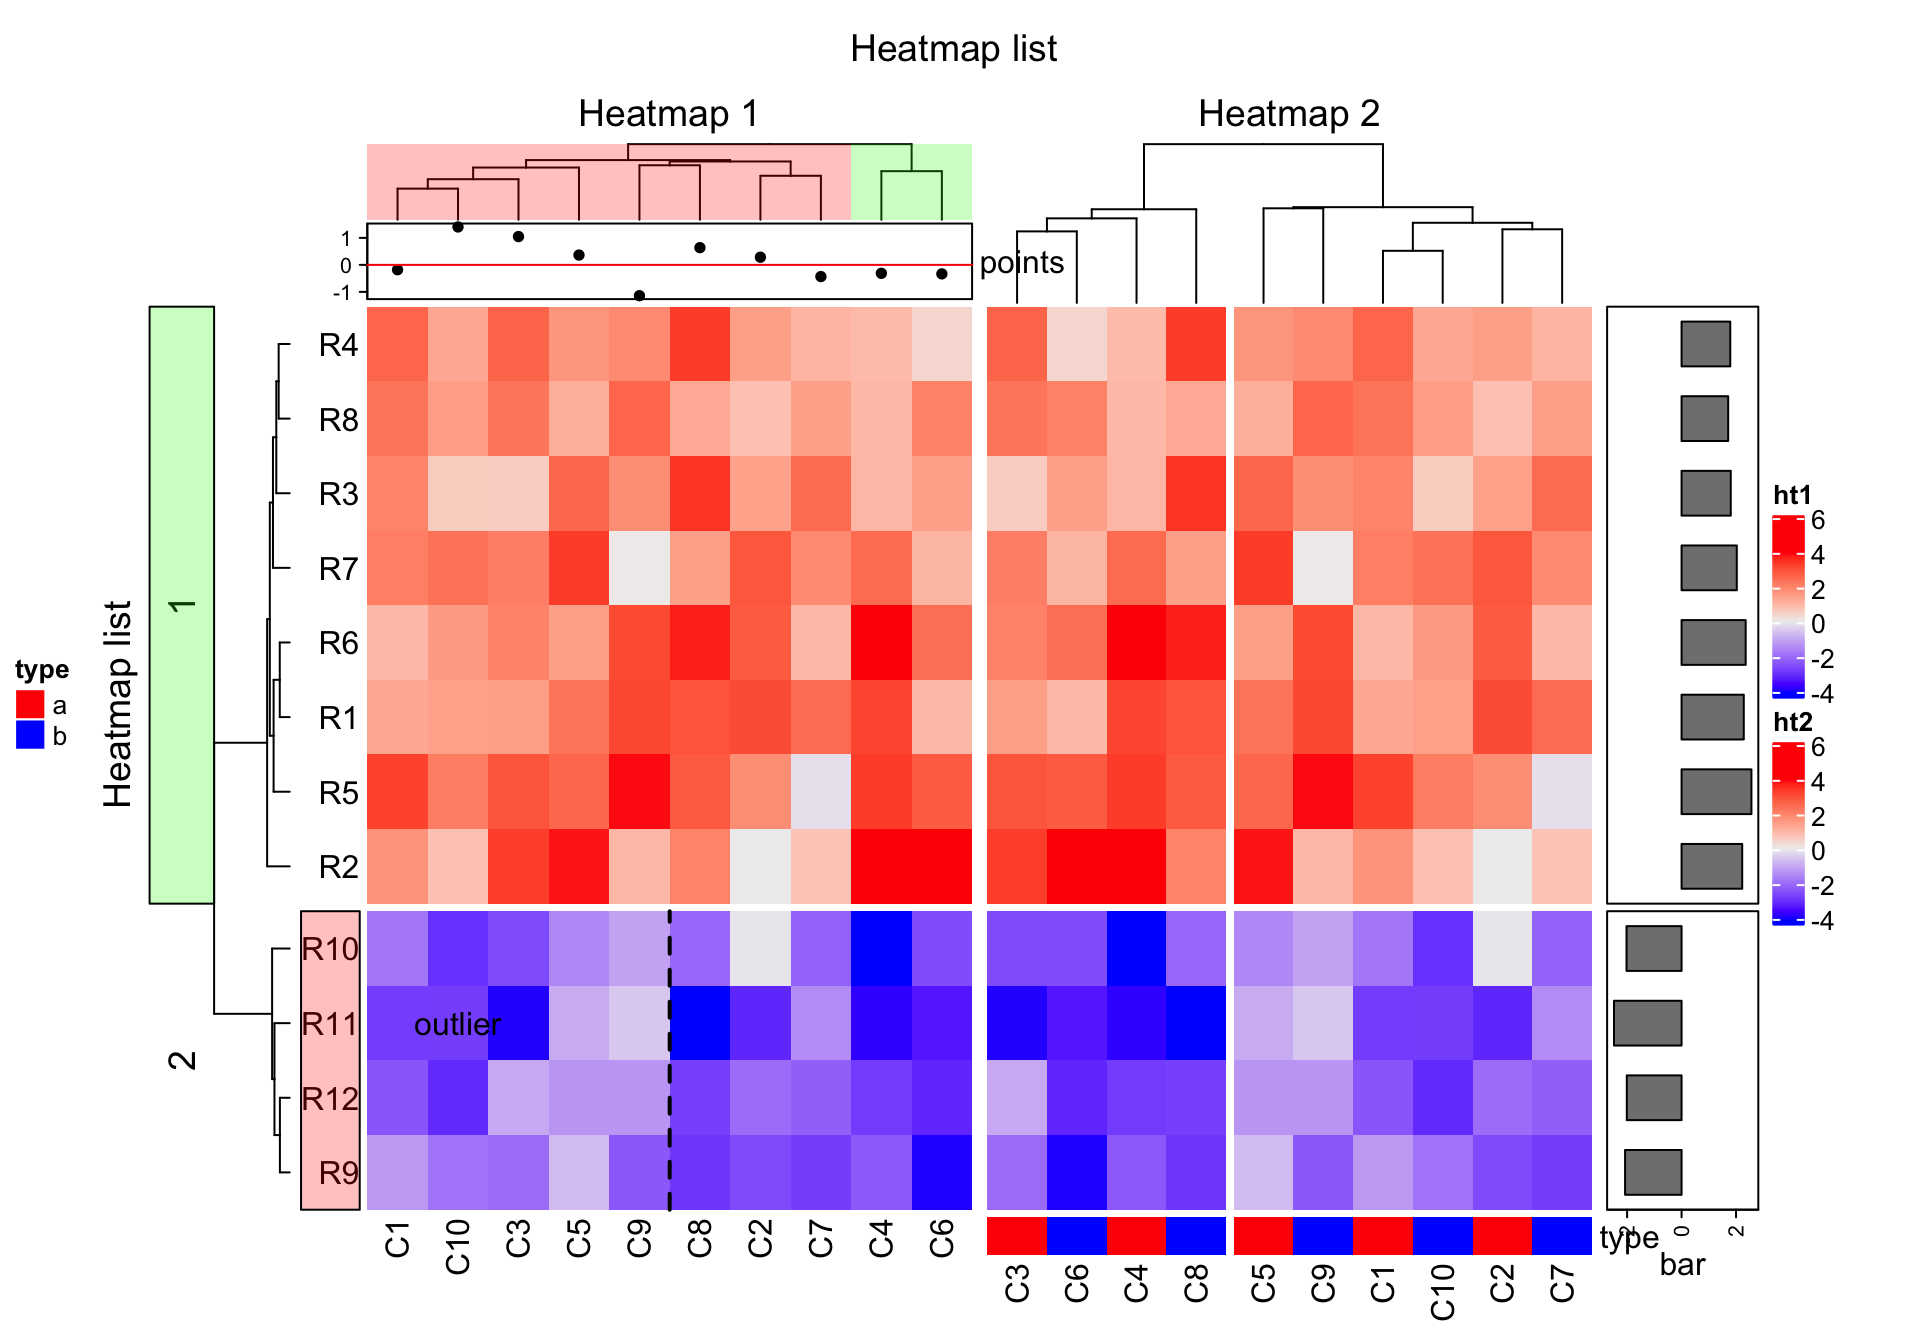 Heatmap list
Heatmap 1
Heatmap 2
1
0
-1
points
Heatmap list
1
2
R4
R8
R3
R7
R6
R1
R5
R2
R10
R11
R12
R9
outlier
type
a
b
C1 C10 C3 C5 C9 C8 C2 C7 C4 C6
C3 C6 C4 C8 C5 C9 C1 C10 C2 C7
type
-2 0 2
bar
ht1
6
4
2
0
-2
-4
ht2
6
4
2
0
-2
-4